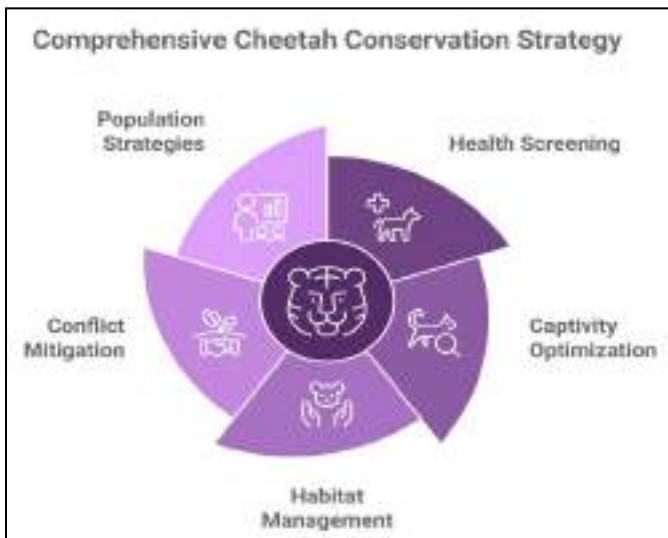 Comprehensive Cheetah Conservation Strategy
Population
Strategies
Health Screening
Conflict
Mitigation
Captivity
Optimization
Habitat
Management